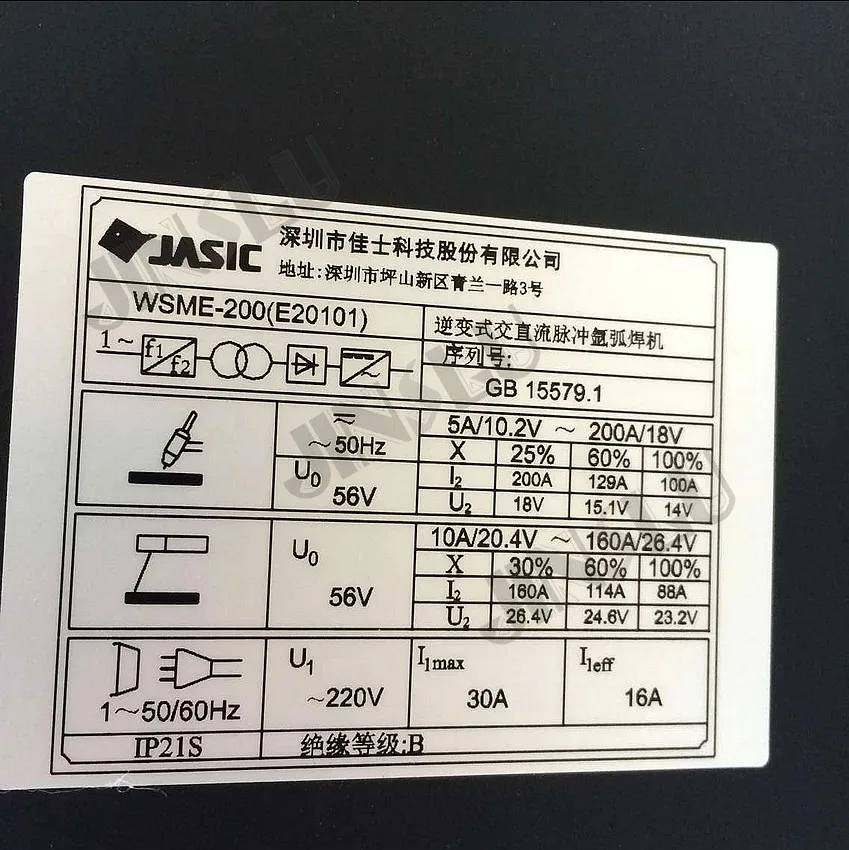 JASIC 深圳市佳士科技股份有限公司
地址:深圳市坪山新区青兰一路3号
WSME-200(E20101) 逆变式交直流脉冲氩弧焊机
1~ f1 f2 序列号:
GB 15579.1
~50Hz 5A/10.2V ~ 200A/18V
X 25% 60% 100%
U0 56V I2 200A 129A 100A
U2 18V 15.1V 14V
10A/20.4V ~ 160A/26.4V
U0 X 30% 60% 100%
56V I2 160A 114A 88A
U2 26.4V 24.6V 23.2V
U1 I1max I1eff
1~50/60Hz ~220V 30A 16A
IP21S 绝缘等级:B
JINSLU
JINSLU
JINSLU
JINSLU